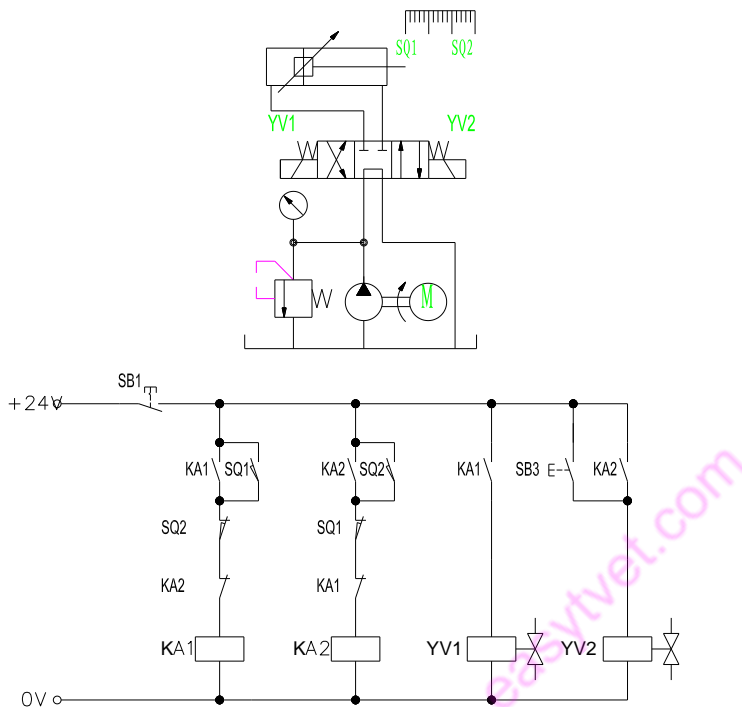 SQ1 SQ2
YV1 YV2
M
SB1
+24V
KA1 SQ1 KA2 SQ2 KA1 SB3 KA2
SQ2 SQ1
KA2 KA1
KA1 KA2 YV1 YV2
0V
easytvet.com